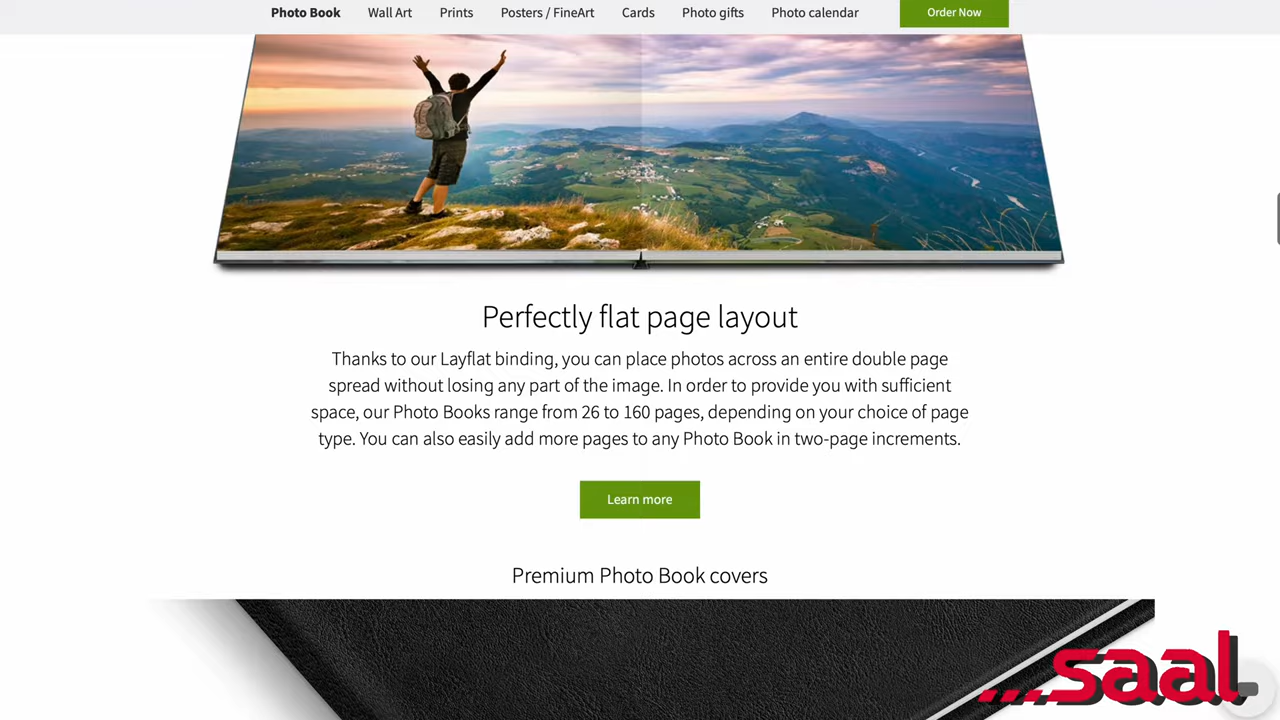 Photo Book Wall Art Prints Posters / FineArt Cards Photo gifts Photo calendar Order Now
Perfectly flat page layout
Thanks to our Layflat binding, you can place photos across an entire double page
spread without losing any part of the image. In order to provide you with sufficient
space, our Photo Books range from 26 to 160 pages, depending on your choice of page
type. You can also easily add more pages to any Photo Book in two-page increments.
Learn more
Premium Photo Book covers
...saal